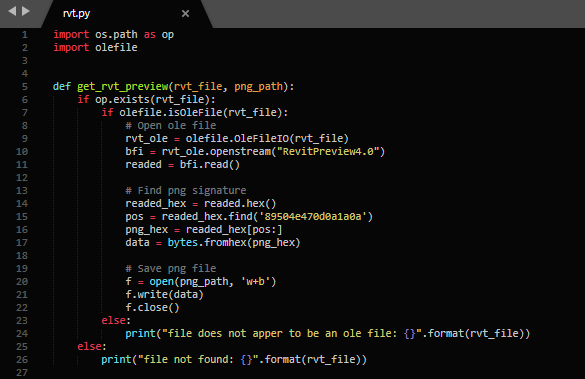 rvt.py
1 import os.path as op
2 import olefile
3
4
5 def get_rvt_preview(rvt_file, png_path):
6     if op.exists(rvt_file):
7         if olefile.isOleFile(rvt_file):
8             # Open ole file
9             rvt_ole = olefile.OleFileIO(rvt_file)
10             bfi = rvt_ole.openstream("RevitPreview4.0")
11             readed = bfi.read()
12
13             # Find png signature
14             readed_hex = readed.hex()
15             pos = readed_hex.find('89504e470d0a1a0a')
16             png_hex = readed_hex[pos:]
17             data = bytes.fromhex(png_hex)
18
19             # Save png file
20             f = open(png_path, 'w+b')
21             f.write(data)
22             f.close()
23         else:
24             print("file does not apper to be an ole file: {}".format(rvt_file))
25     else:
26         print("file not found: {}".format(rvt_file))
27